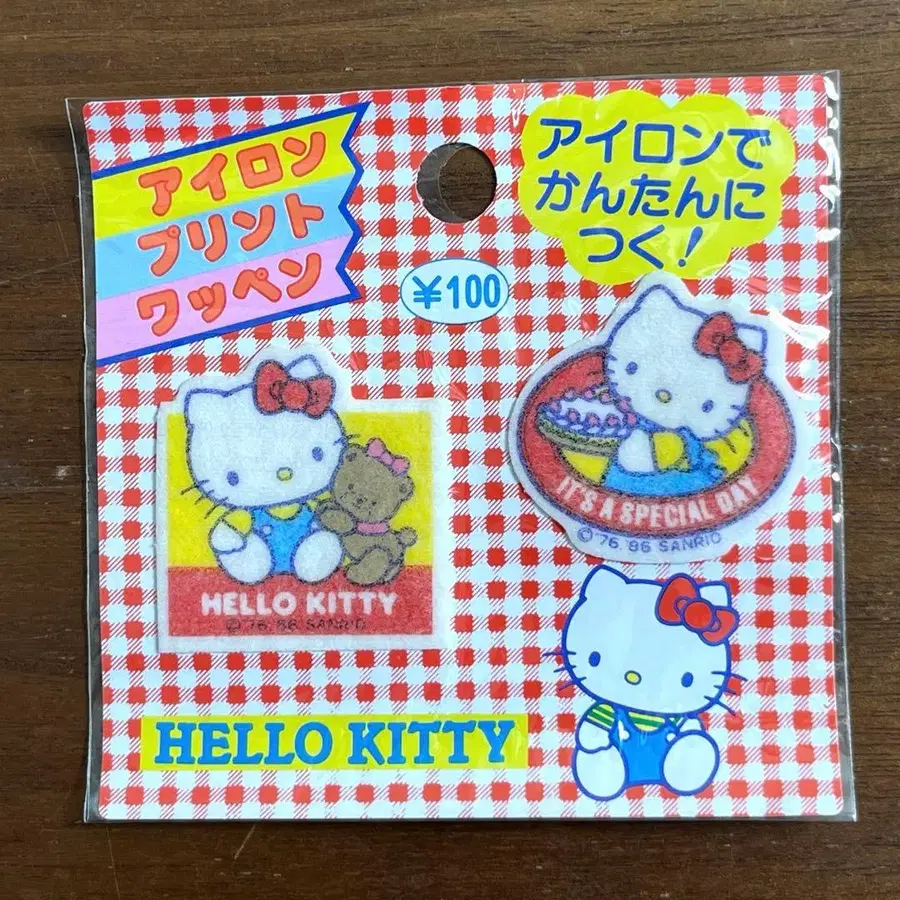 アイロン
プリント
ワッペン
アイロンで
かんたんに
つく!
¥100
IT'S A SPECIAL DAY
© '76, '86 SANRIO
HELLO KITTY
© '76, '86 SANRIO
HELLO KITTY